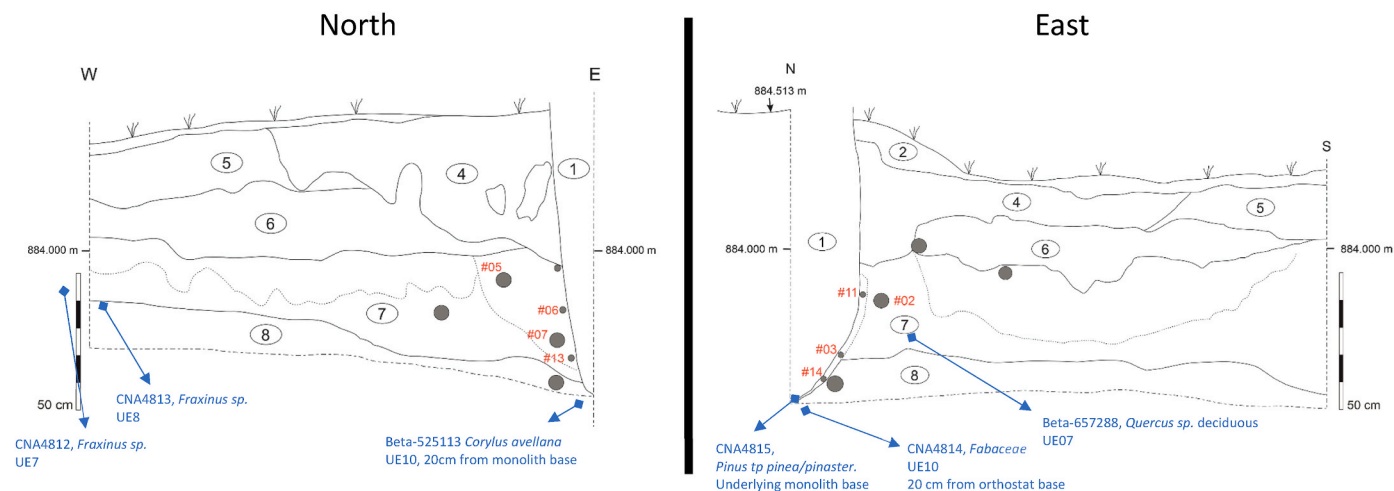 North
W
E
5
4
1
6
884.000 m
#05
#06
7
#07
8
#13
50 cm
CNA4813, Fraxinus sp.
UE8
CNA4812, Fraxinus sp.
UE7
Beta-525113 Corylus avellana
UE10, 20cm from monolith base
East
N
884.513 m
S
2
4
5
1
6
884.000 m
884.000 m
#11
#02
7
#03
8
#14
50 cm
Beta-657288, Quercus sp. deciduous
UE07
CNA4815,
Pinus tp pinea/pinaster.
Underlying monolith base
CNA4814, Fabaceae
UE10
20 cm from orthostat base